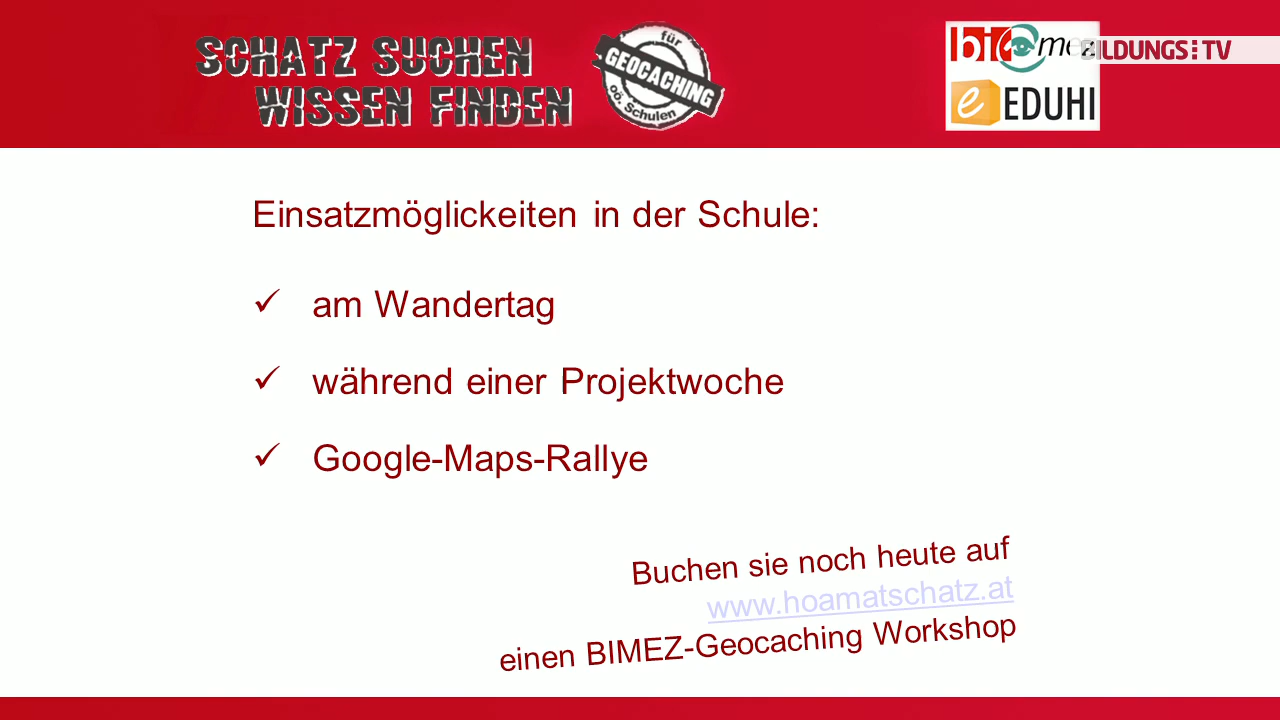 SCHATZ SUCHEN
WISSEN FINDEN
für
GEOCACHING
oö. Schulen
BILDUNGS TV
e EDUHI
Einsatzmöglickeiten in der Schule:
✓ am Wandertag
✓ während einer Projektwoche
✓ Google-Maps-Rallye
Buchen sie noch heute auf
www.hoamatschatz.at
einen BIMEZ-Geocaching Workshop